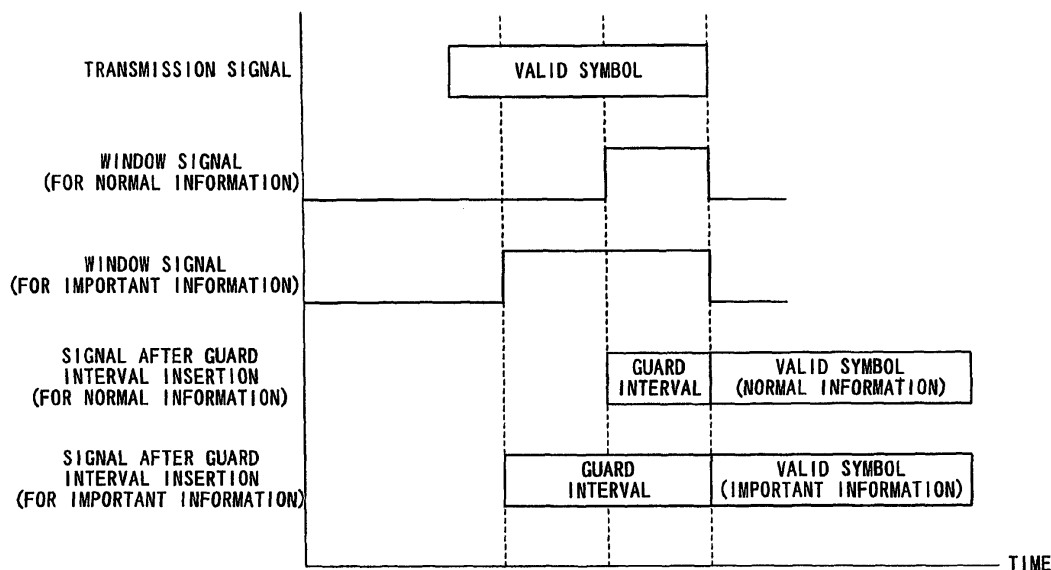 TRANSMISSION SIGNAL
VALID SYMBOL
WINDOW SIGNAL
(FOR NORMAL INFORMATION)
WINDOW SIGNAL
(FOR IMPORTANT INFORMATION)
SIGNAL AFTER GUARD
INTERVAL INSERTION
(FOR NORMAL INFORMATION)
GUARD
INTERVAL
VALID SYMBOL
(NORMAL INFORMATION)
SIGNAL AFTER GUARD
INTERVAL INSERTION
(FOR IMPORTANT INFORMATION)
GUARD
INTERVAL
VALID SYMBOL
(IMPORTANT INFORMATION)
TIME